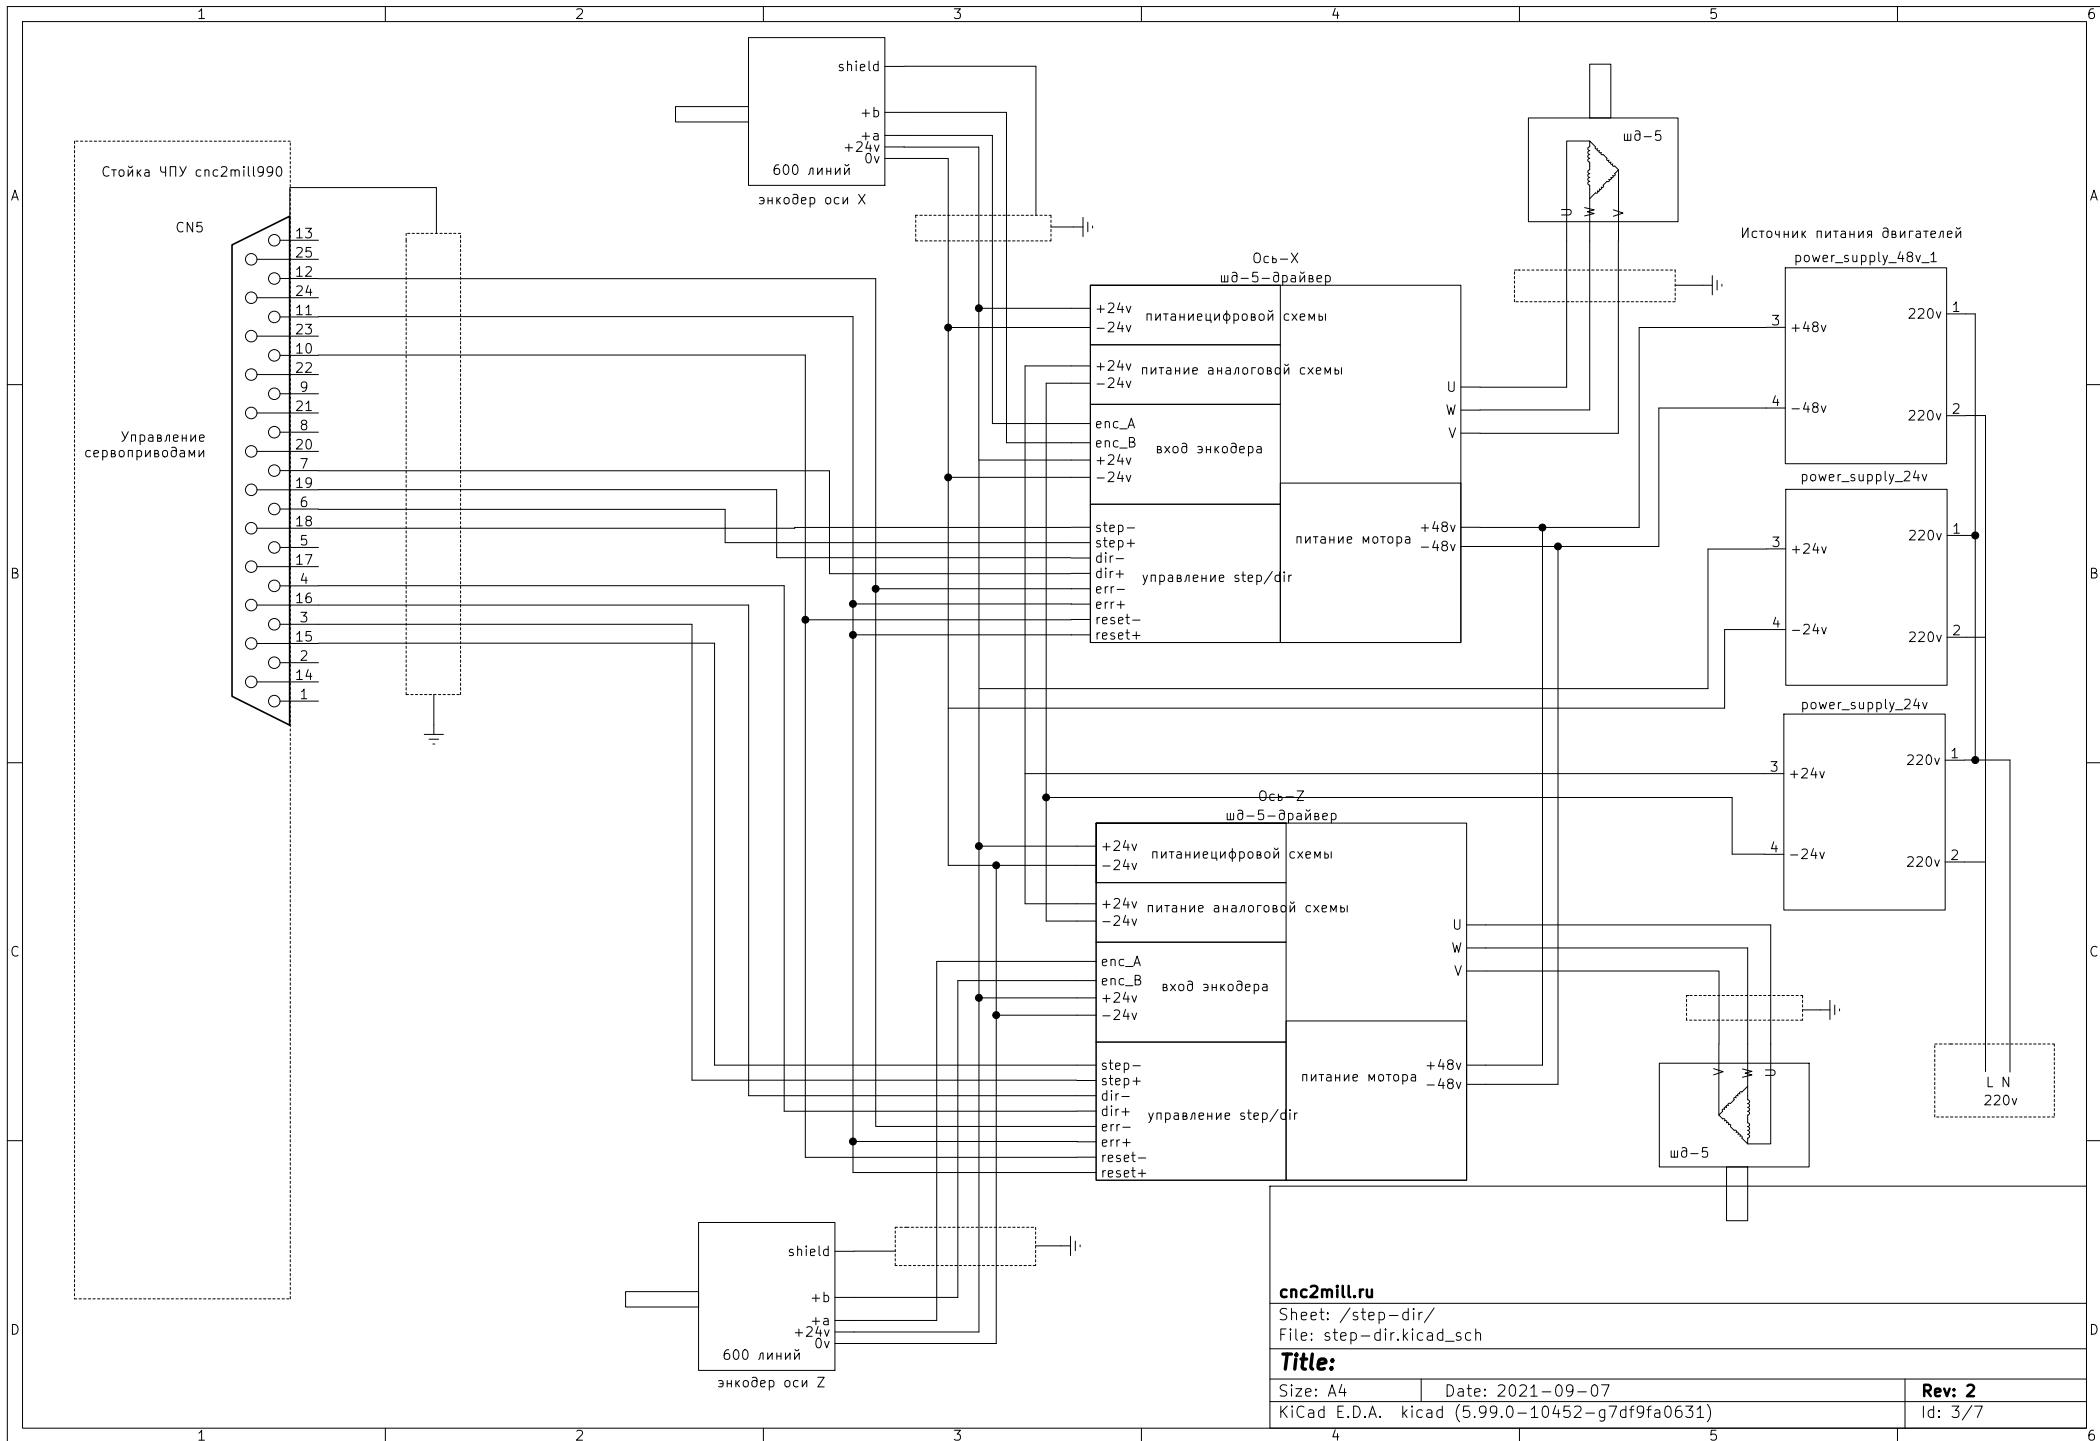 1 2 3 4 5 6
A
B
C
D
A
B
C
D
Стойка ЧПУ cnc2mill990
CN5
Управление
сервоприводами
13
25
12
24
11
23
10
22
9
21
8
20
7
19
6
18
5
17
4
16
3
15
2
14
1
shield
+b
+a
+24v
0v
600 линий
энкодер оси X
Ось-X
шд-5-драйвер
+24v
-24v
питаниецифровой схемы
+24v
-24v
питание аналоговой схемы
enc_A
enc_B
+24v
-24v
вход энкодера
step-
step+
dir-
dir+
err-
err+
reset-
reset+
управление step/dir
U
W
V
питание мотора
+48v
-48v
шд-5
U W V
Источник питания двигателей
power_supply_48v_1
3 +48v
4 -48v
220v 1
220v 2
power_supply_24v
3 +24v
4 -24v
220v 1
220v 2
power_supply_24v
3 +24v
4 -24v
220v 1
220v 2
L N
220v
Ось-Z
шд-5-драйвер
+24v
-24v
питаниецифровой схемы
+24v
-24v
питание аналоговой схемы
enc_A
enc_B
+24v
-24v
вход энкодера
step-
step+
dir-
dir+
err-
err+
reset-
reset+
управление step/dir
U
W
V
питание мотора
+48v
-48v
V W U
шд-5
shield
+b
+a
+24v
0v
600 линий
энкодер оси Z
cnc2mill.ru
Sheet: /step-dir/
File: step-dir.kicad_sch
Title:
Size: A4 Date: 2021-09-07 Rev: 2
KiCad E.D.A. kicad (5.99.0-10452-g7df9fa0631) Id: 3/7
1 2 3 4 5 6